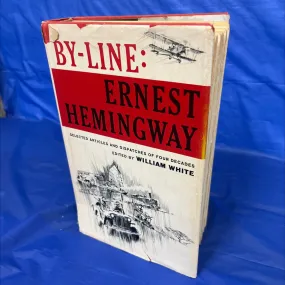 BY-LINE:
ERNEST
HEMINGWAY
SELECTED ARTICLES AND DISPATCHES OF FOUR DECADES
EDITED BY WILLIAM WHITE